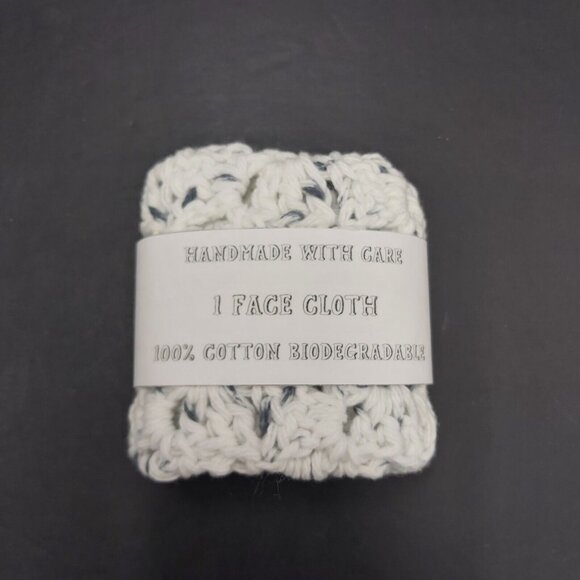 HANDMADE WITH CARE
1 FACE CLOTH
100% COTTON BIODEGRADABLE